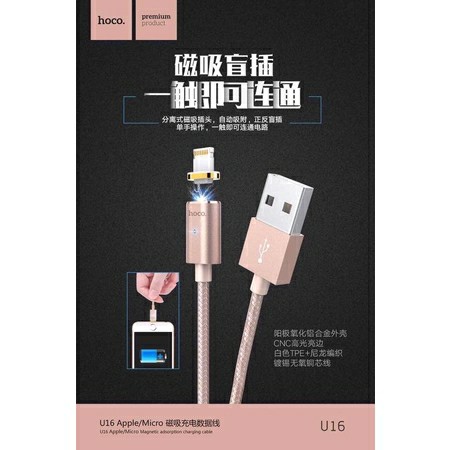 hoco.
premium
product
磁吸盲插
一触即可连通
分离式磁吸插头，自动吸附，正反盲插
单手操作，一触即可连通电路
hoco.
阳极氧化铝合金外壳
CNC高光亮边
白色TPE+尼龙编织
镀锡无氧铜芯线
U16 Apple/Micro 磁吸充电数据线
U16 Apple/Micro Magnetic adsorption charging cable
U16